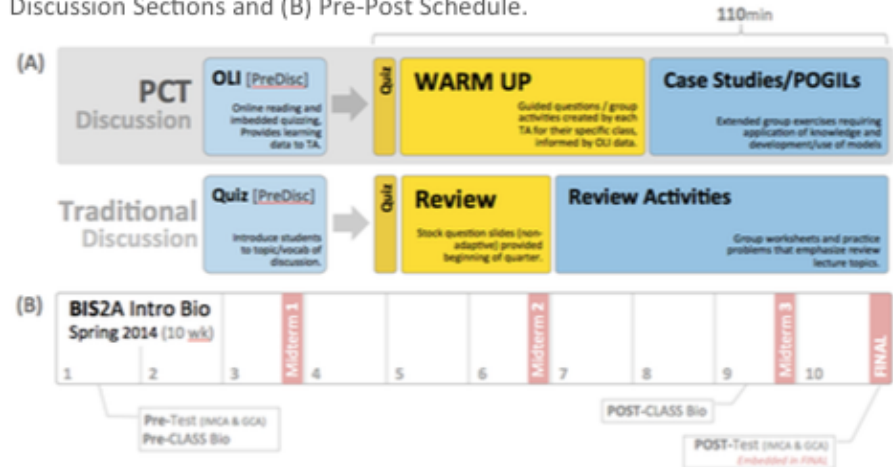 Discussion Sections and (B) Pre-Post Schedule.
110min
(A)
PCT
Discussion
OLI [PreDisc]
Online reading and
imbedded quizzing.
Provides learning
data to TA.
Quiz
WARM UP
Guided questions / group
activities created by each
TA for their specific class,
informed by OLI data.
Case Studies/POGILs
Extended group exercises requiring
application of knowledge and
development/use of models
Traditional
Discussion
Quiz [PreDisc]
Introduce students
to topic/vocab of
discussion.
Quiz
Review
Stock question slides (non-
adaptive) provided
beginning of quarter.
Review Activities
Group worksheets and practice
problems that emphasize review
lecture topics.
(B)
BIS2A Intro Bio
Spring 2014 (10 wk)
1
2
3
Midterm 1
4
5
6
Midterm 2
7
8
9
Midterm 3
10
FINAL
Pre-Test (IMCA & GCA)
Pre-CLASS Bio
POST-CLASS Bio
POST-Test (IMCA & GCA)
Embedded in FINAL